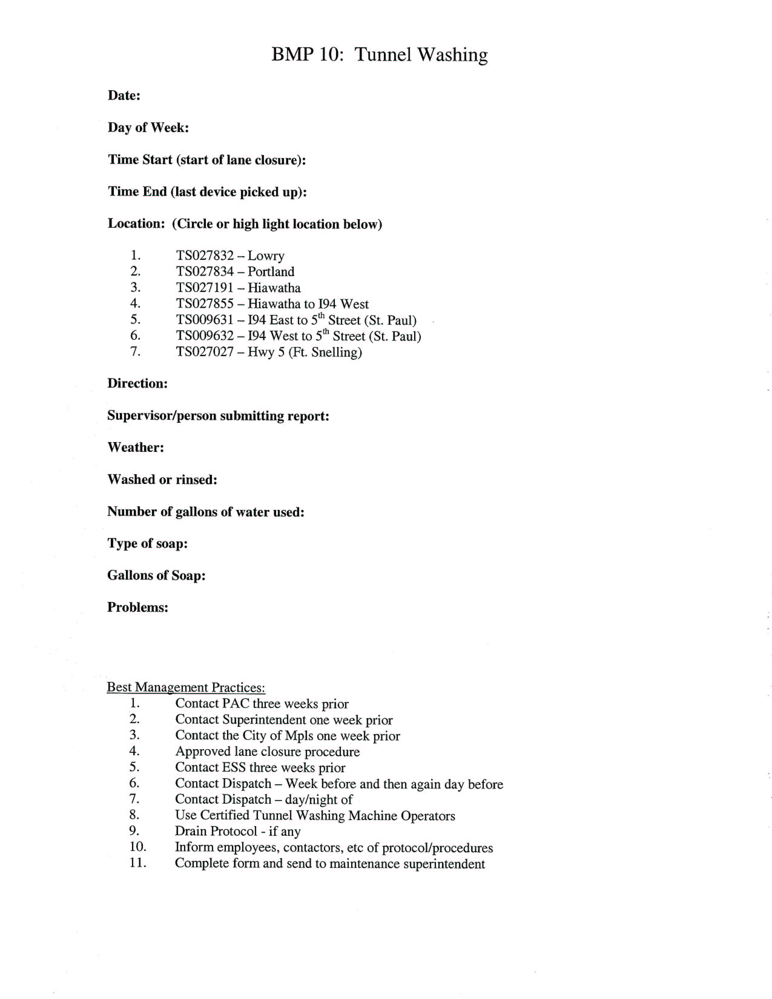 BMP 10: Tunnel Washing
Date:
Day of Week:
Time Start (start of lane closure):
Time End (last device picked up):
Location: (Circle or high light location below)
1. TS027832 – Lowry
2. TS027834 – Portland
3. TS027191 – Hiawatha
4. TS027855 – Hiawatha to I94 West
5. TS009631 – I94 East to 5th Street (St. Paul)
6. TS009632 – I94 West to 5th Street (St. Paul)
7. TS027027 – Hwy 5 (Ft. Snelling)
Direction:
Supervisor/person submitting report:
Weather:
Washed or rinsed:
Number of gallons of water used:
Type of soap:
Gallons of Soap:
Problems:
Best Management Practices:
1. Contact PAC three weeks prior
2. Contact Superintendent one week prior
3. Contact the City of Mpls one week prior
4. Approved lane closure procedure
5. Contact ESS three weeks prior
6. Contact Dispatch – Week before and then again day before
7. Contact Dispatch – day/night of
8. Use Certified Tunnel Washing Machine Operators
9. Drain Protocol - if any
10. Inform employees, contactors, etc of protocol/procedures
11. Complete form and send to maintenance superintendent